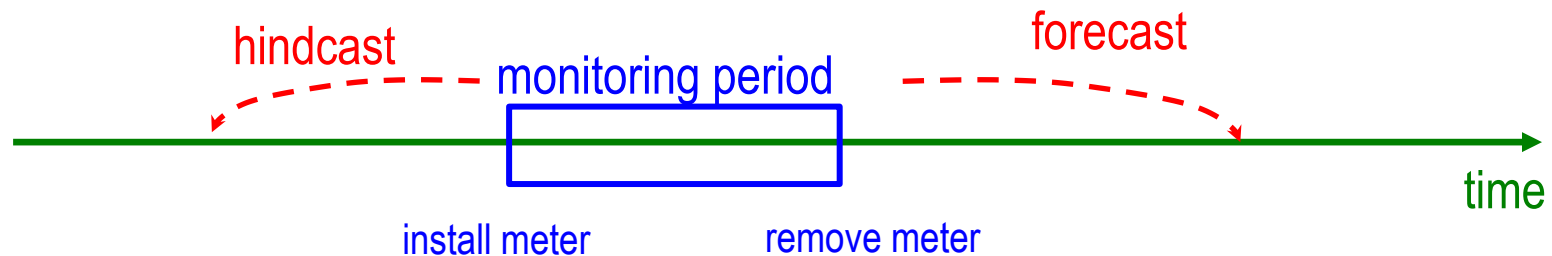 hindcast
forecast
monitoring period
time
install meter
remove meter